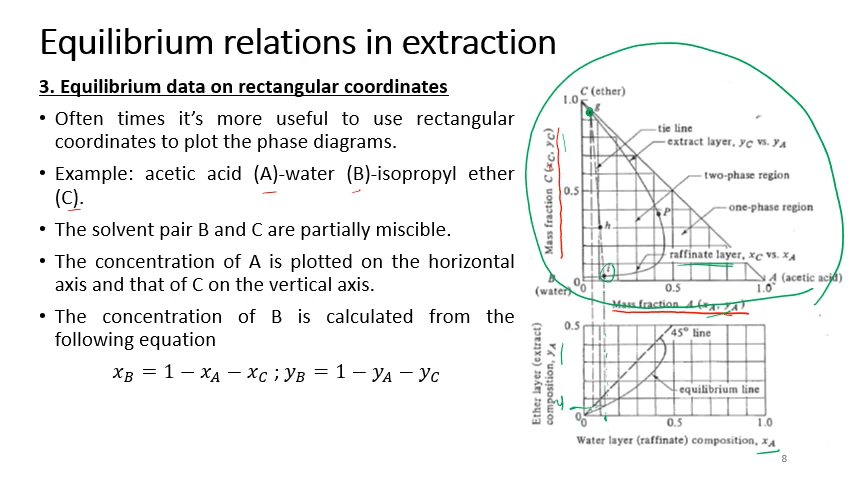 Equilibrium relations in extraction
3. Equilibrium data on rectangular coordinates
• Often times it's more useful to use rectangular
coordinates to plot the phase diagrams.
• Example: acetic acid (A)-water (B)-isopropyl ether
(C).
• The solvent pair B and C are partially miscible.
• The concentration of A is plotted on the horizontal
axis and that of C on the vertical axis.
• The concentration of B is calculated from the
following equation
x_B = 1 − x_A − x_C ; y_B = 1 − y_A − y_C
C (ether)
1.0
g
tie line
extract layer, y_C vs. y_A
two-phase region
0.5
P
one-phase region
h
raffinate layer, x_C vs. x_A
i
0
B
(water)
0
0.5
1.0
A (acetic acid)
Mass fraction C (x_C, y_C)
Mass fraction A (x_A, y_A)
0.5
45° line
equilibrium line
0
0
0.5
1.0
Ether layer (extract)
composition, y_A
Water layer (raffinate) composition, x_A
8